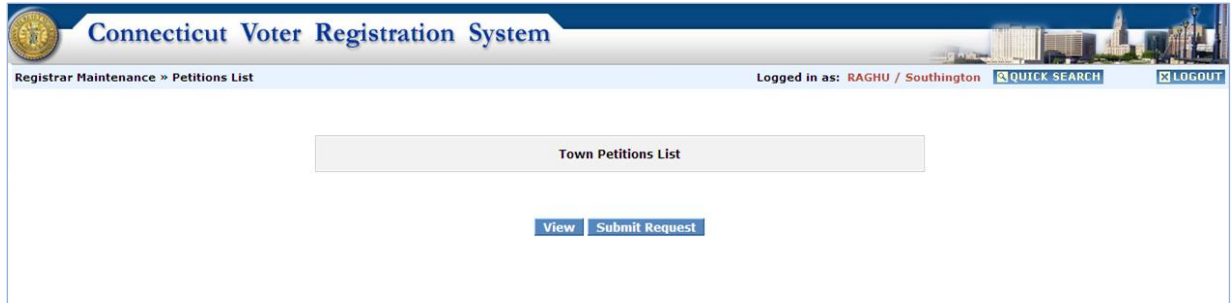 Connecticut Voter Registration System
Registrar Maintenance » Petitions List Logged in as: RAGHU / Southington QUICK SEARCH LOGOUT
Town Petitions List
View Submit Request